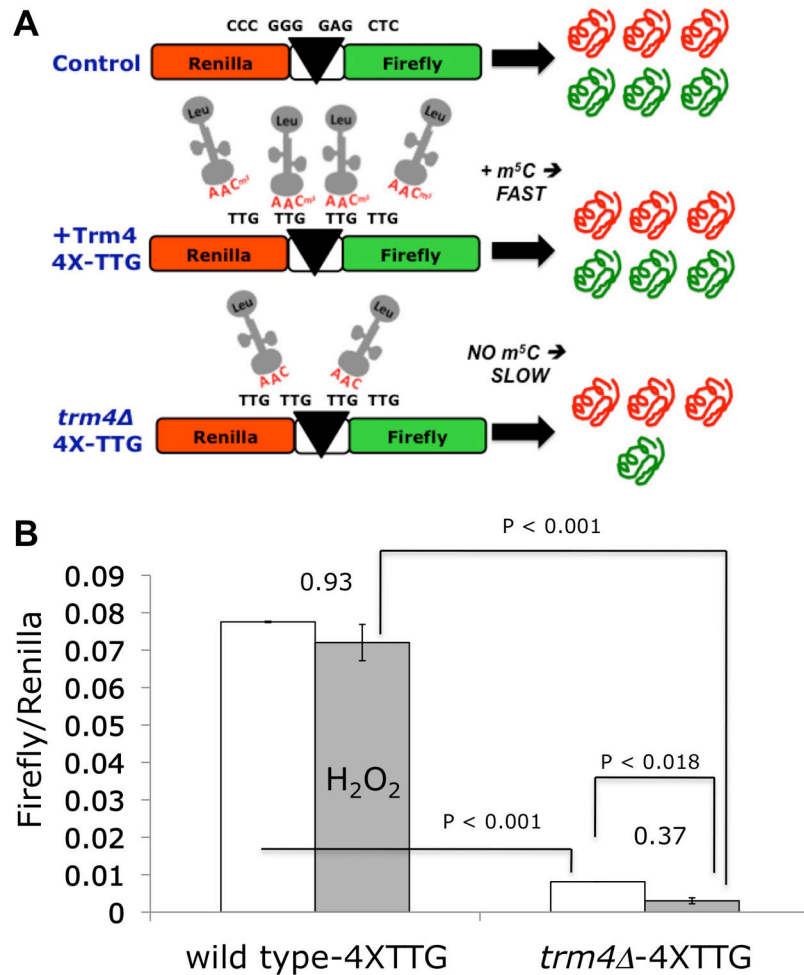 A
CCC GGG GAG CTC
Control
Renilla
Firefly
Leu
Leu
Leu
Leu
AACm⁵
AACm⁵
AACm⁵
AACm⁵
+ m⁵C ➔
FAST
TTG TTG TTG TTG
+Trm4
4X-TTG
Renilla
Firefly
Leu
Leu
AAC
AAC
NO m⁵C ➔
SLOW
TTG TTG TTG TTG
trm4Δ
4X-TTG
Renilla
Firefly
B
P < 0.001
0.93
0.09
0.08
0.07
0.06
0.05
0.04
0.03
0.02
0.01
0
Firefly/Renilla
H₂O₂
P < 0.018
P < 0.001
0.37
wild type-4XTTG
trm4Δ-4XTTG